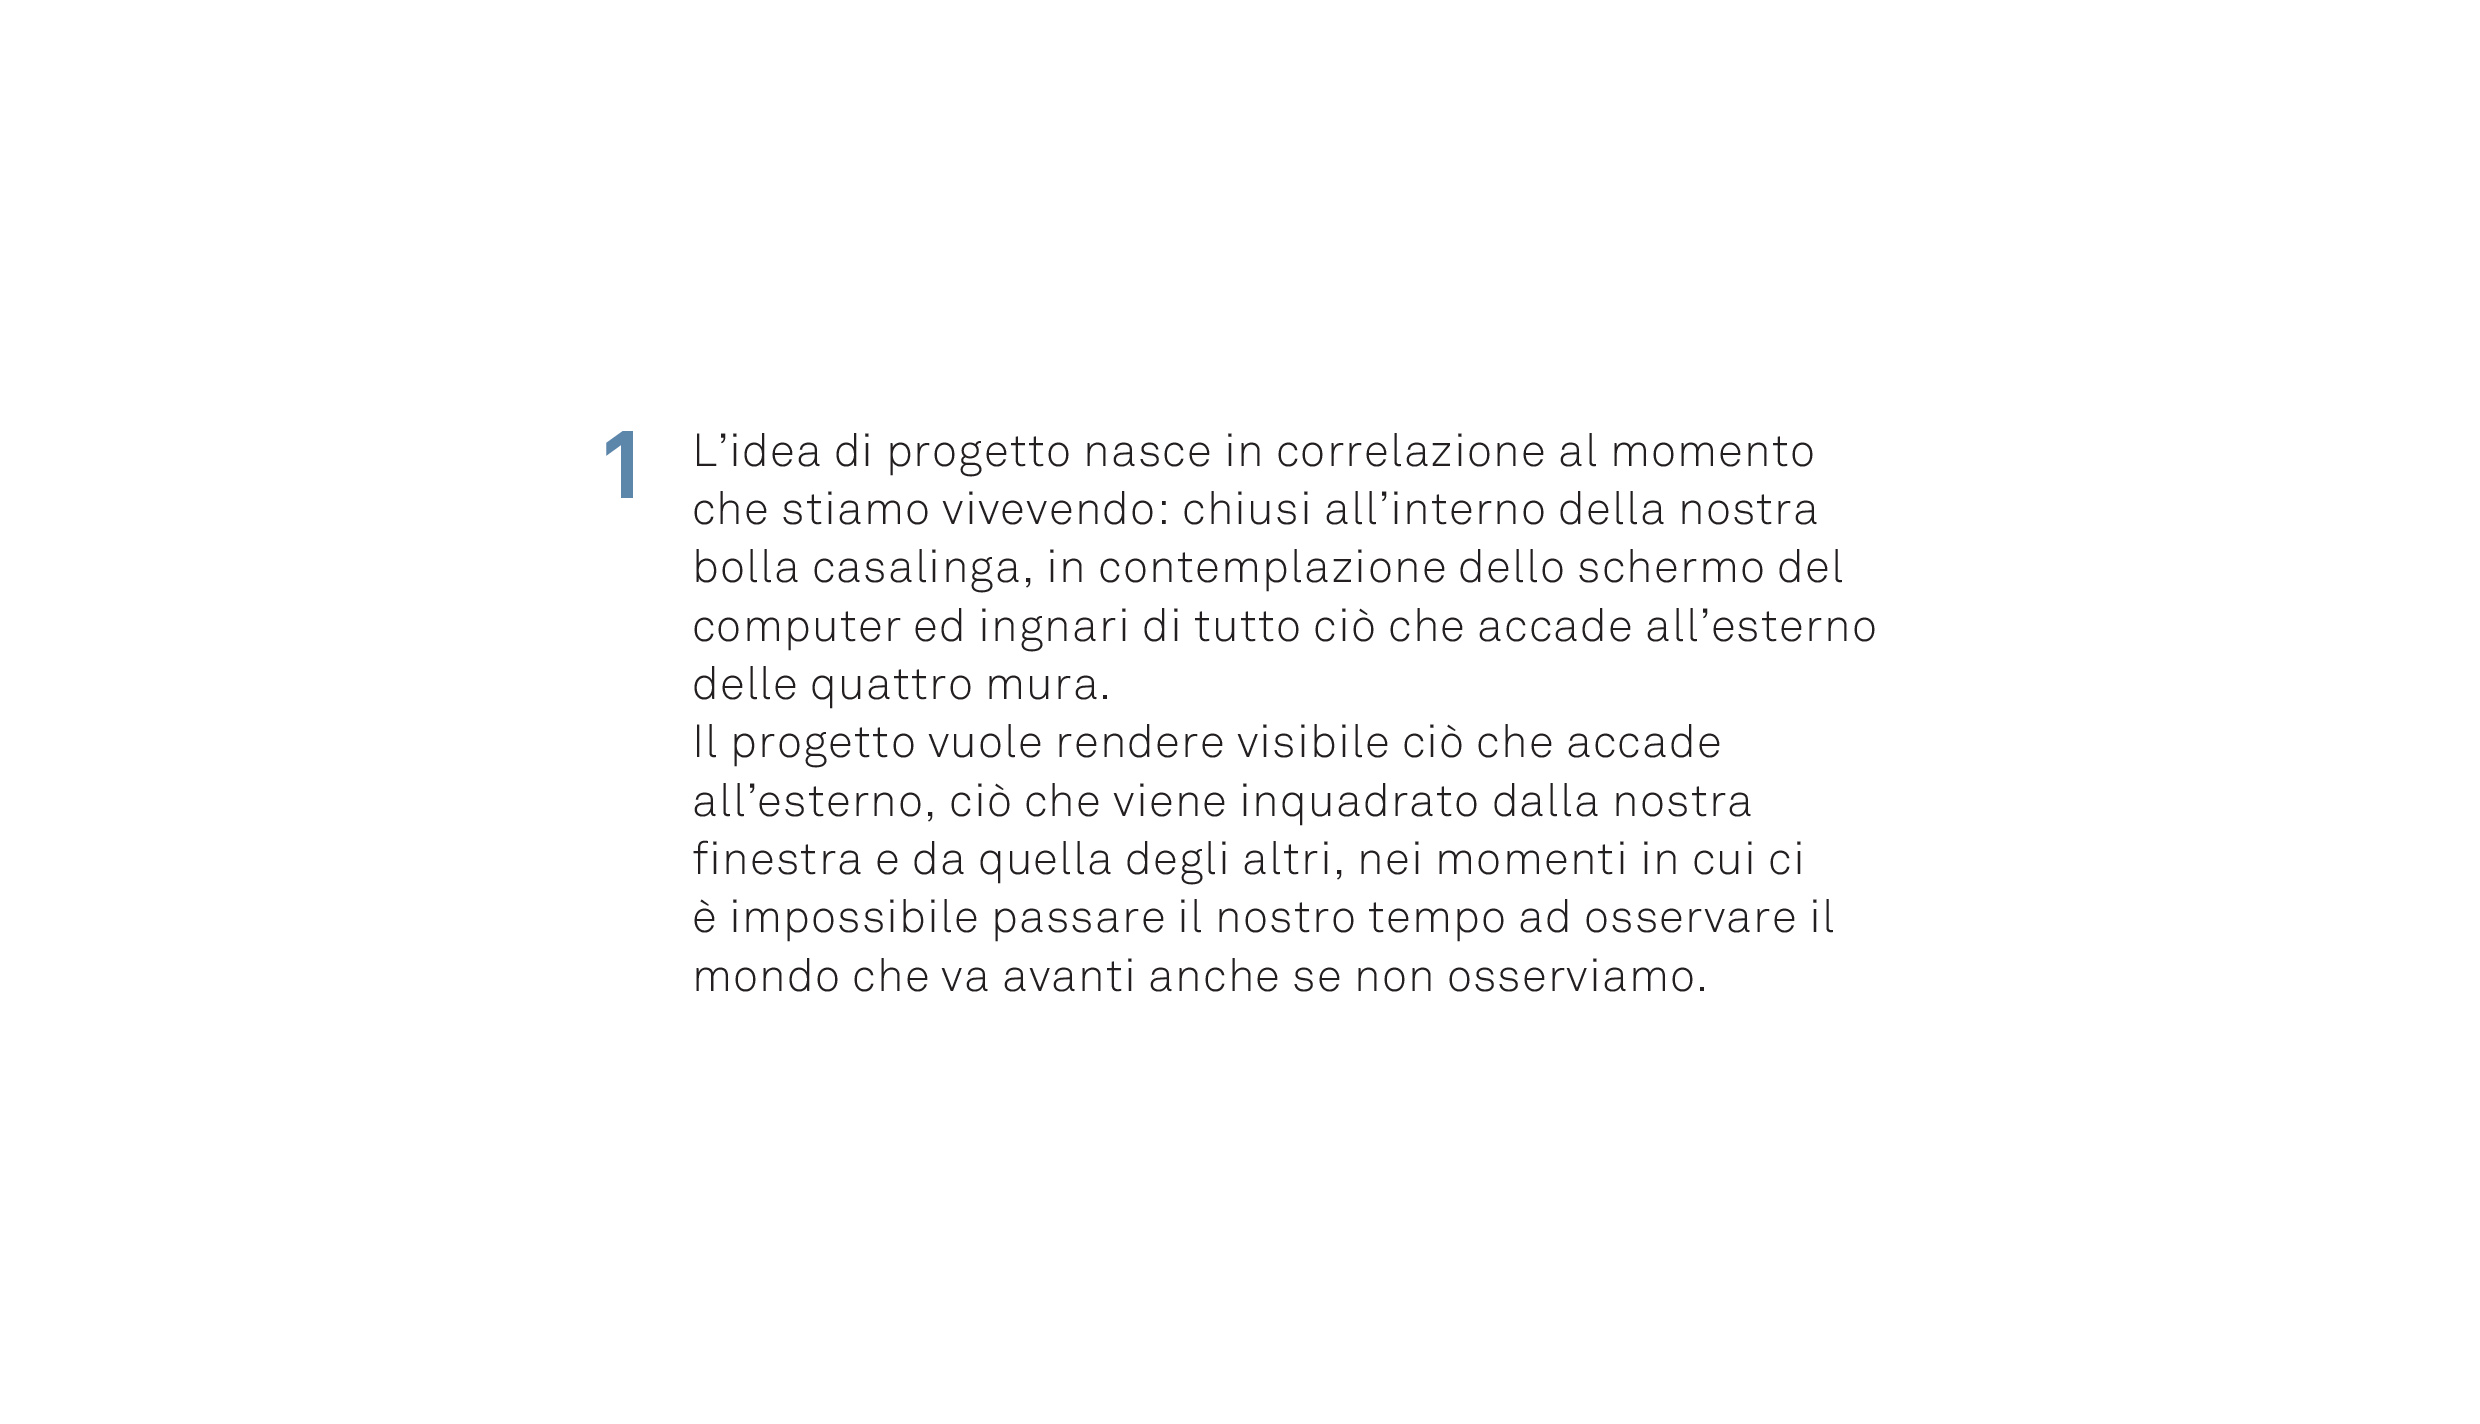 1 L’idea di progetto nasce in correlazione al momento
che stiamo vivevendo: chiusi all’interno della nostra
bolla casalinga, in contemplazione dello schermo del
computer ed ingnari di tutto ciò che accade all’esterno
delle quattro mura.
Il progetto vuole rendere visibile ciò che accade
all’esterno, ciò che viene inquadrato dalla nostra
finestra e da quella degli altri, nei momenti in cui ci
è impossibile passare il nostro tempo ad osservare il
mondo che va avanti anche se non osserviamo.